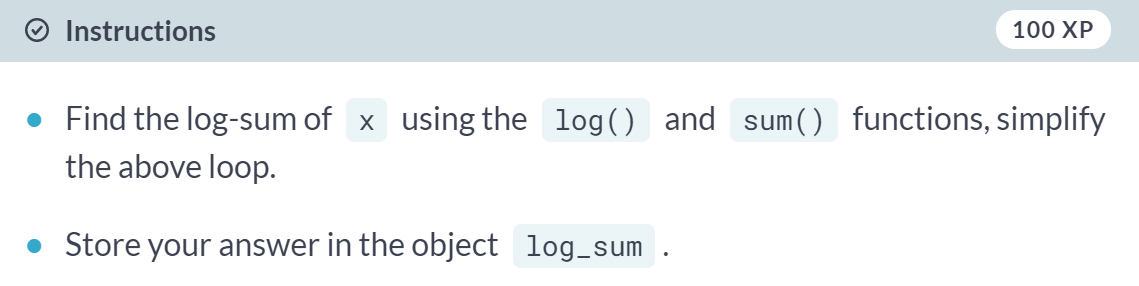 Instructions 100 XP
Find the log-sum of x using the log() and sum() functions, simplify
the above loop.
Store your answer in the object log_sum .